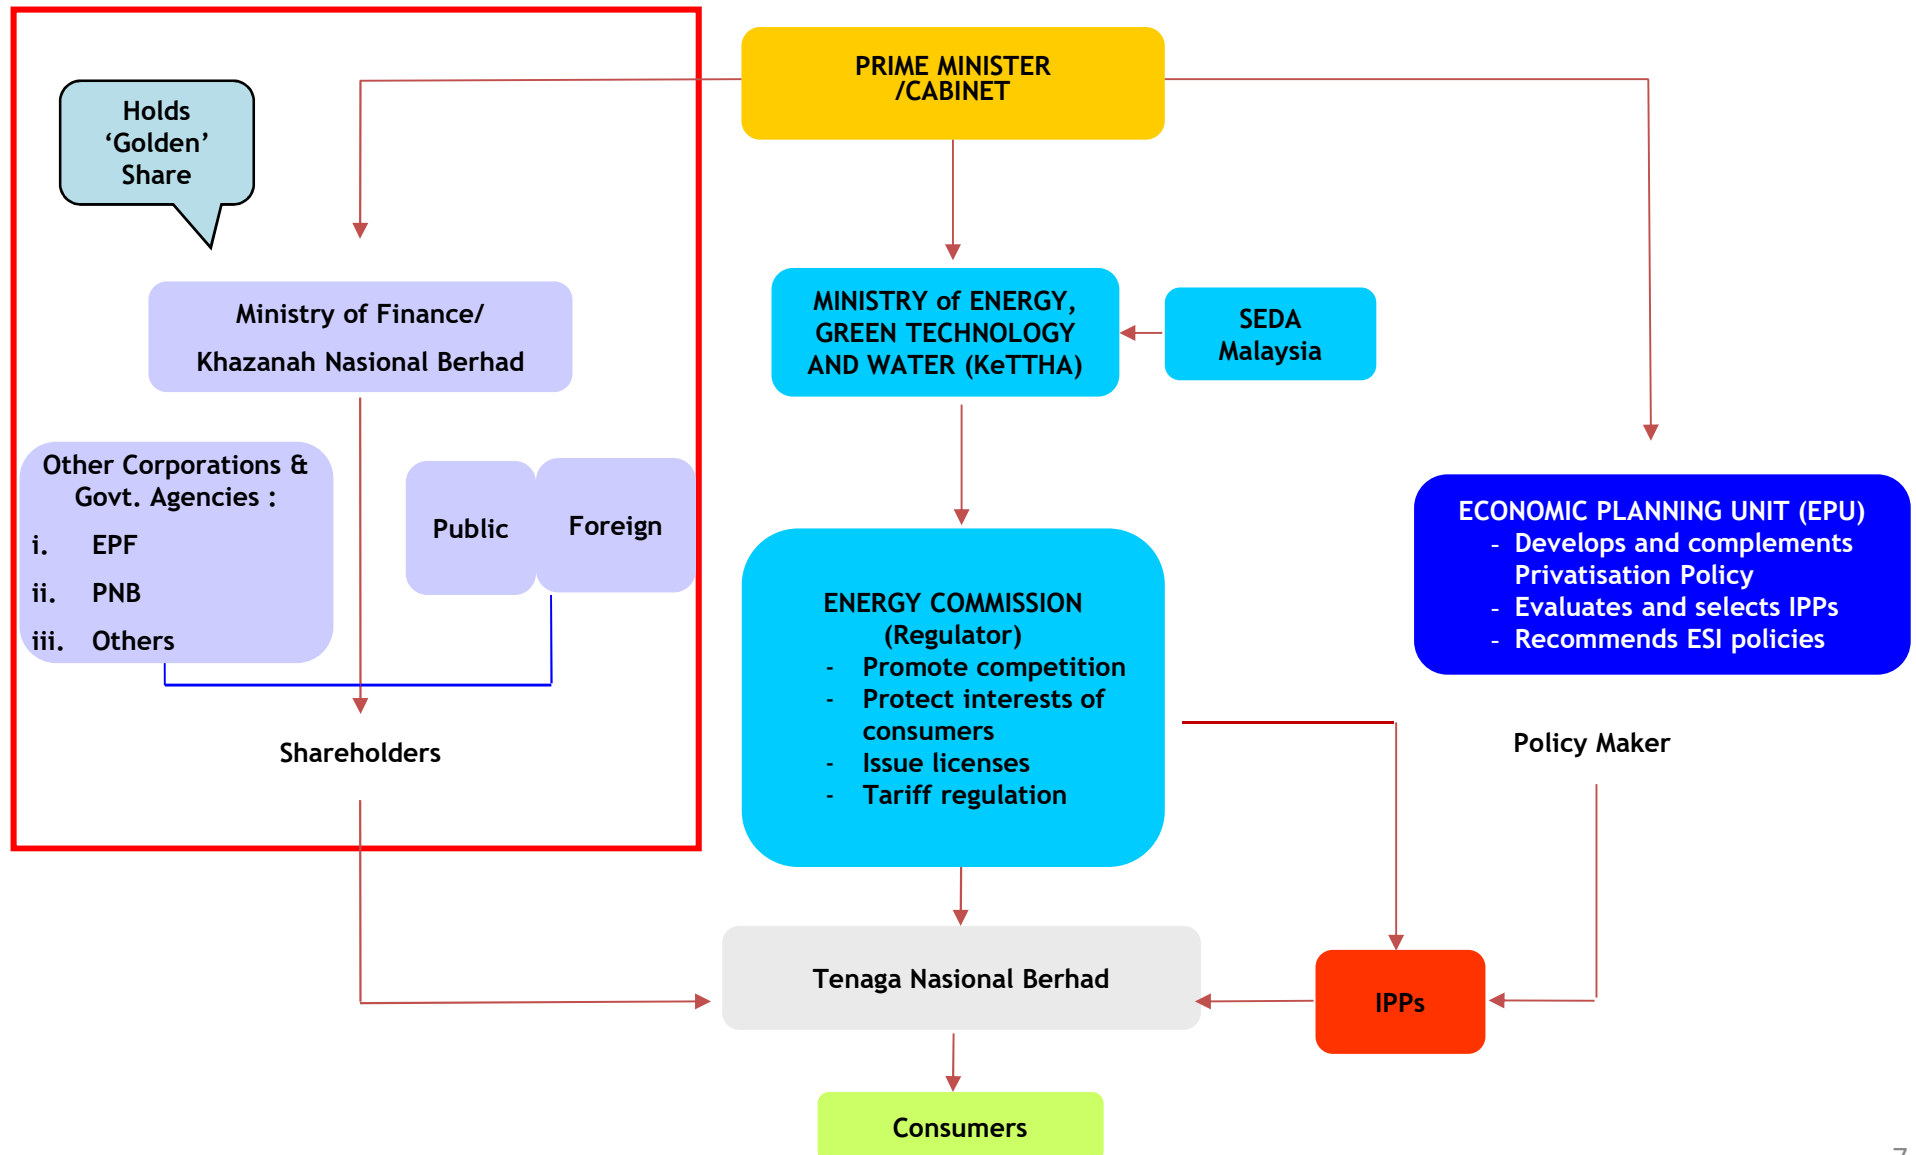 PRIME MINISTER
/CABINET
Holds
‘Golden’
Share
Ministry of Finance/
Khazanah Nasional Berhad
MINISTRY of ENERGY,
GREEN TECHNOLOGY
AND WATER (KeTTHA)
SEDA
Malaysia
Other Corporations &
Govt. Agencies :
i. EPF
ii. PNB
iii. Others
Public
Foreign
ENERGY COMMISSION
(Regulator)
- Promote competition
- Protect interests of
consumers
- Issue licenses
- Tariff regulation
ECONOMIC PLANNING UNIT (EPU)
- Develops and complements
Privatisation Policy
- Evaluates and selects IPPs
- Recommends ESI policies
Shareholders
Policy Maker
Tenaga Nasional Berhad
IPPs
Consumers